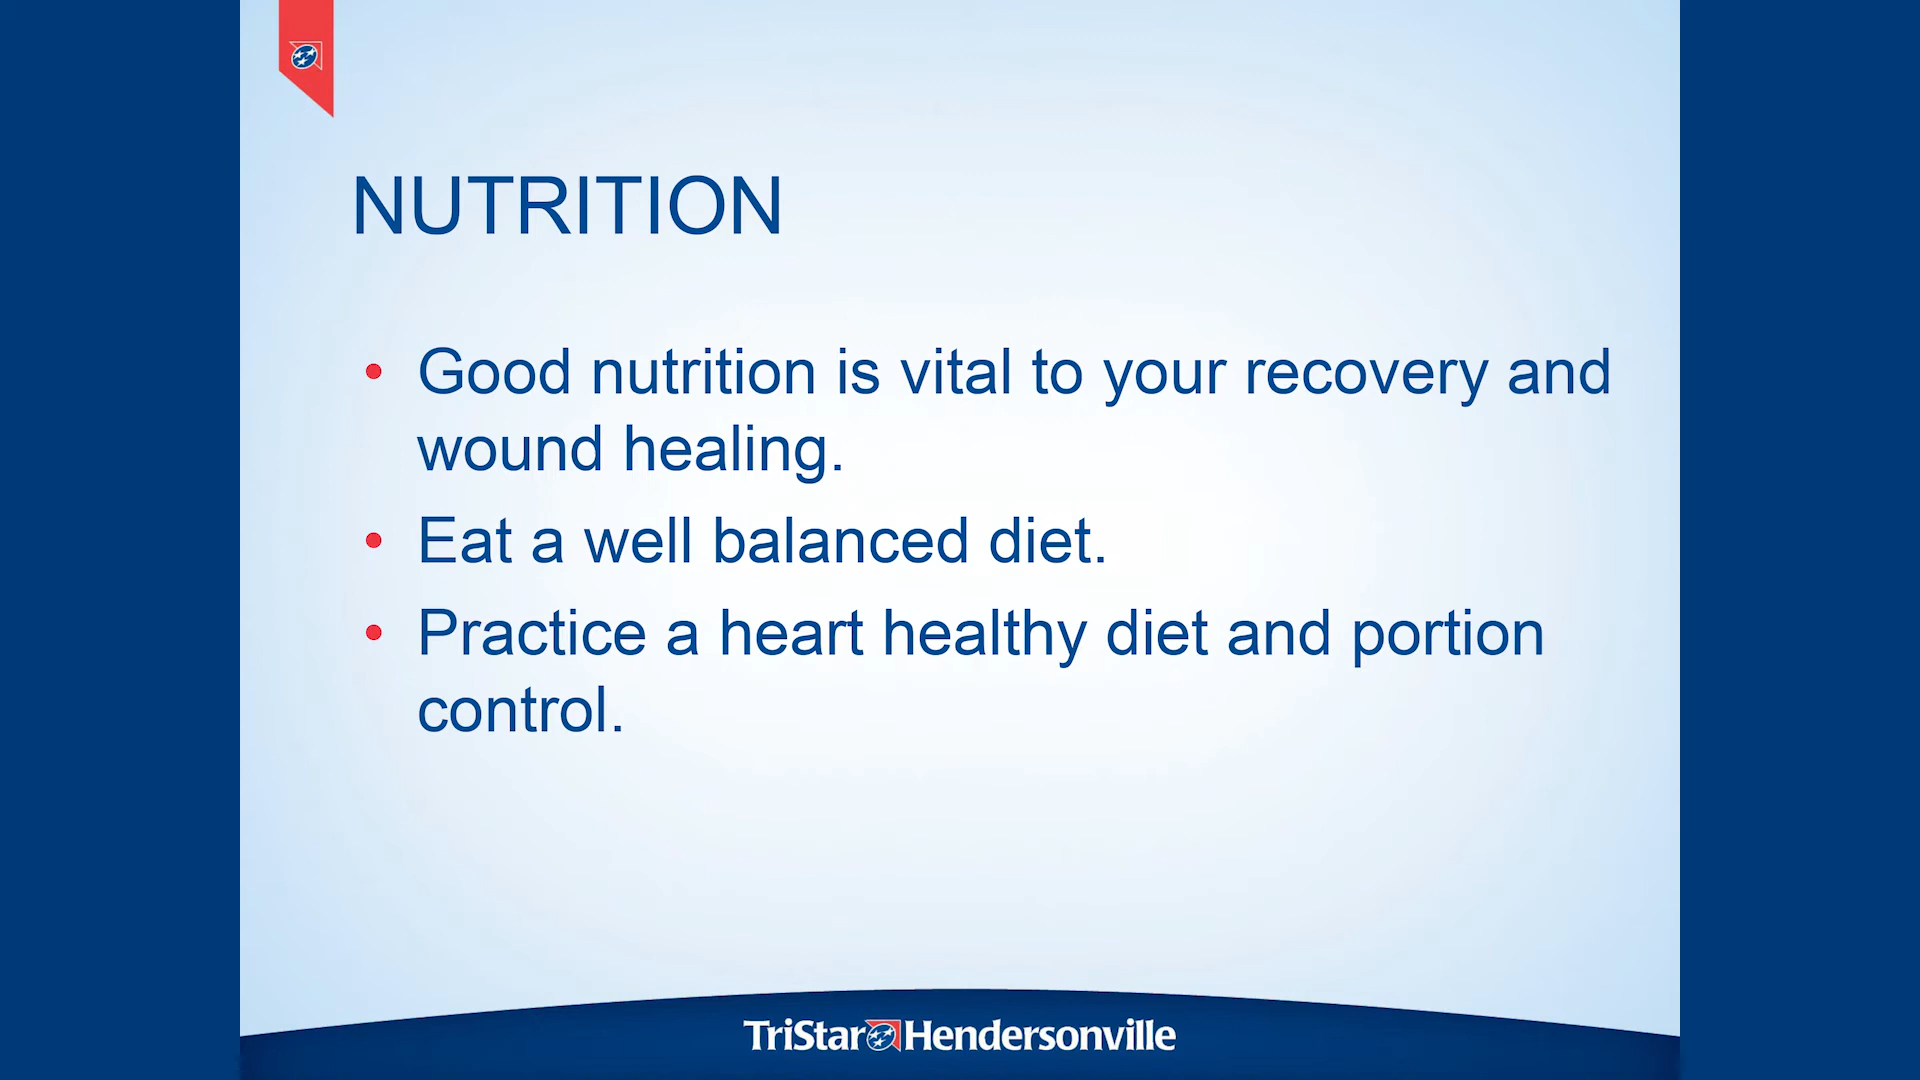 NUTRITION
• Good nutrition is vital to your recovery and
wound healing.
• Eat a well balanced diet.
• Practice a heart healthy diet and portion
control.
TriStar Hendersonville